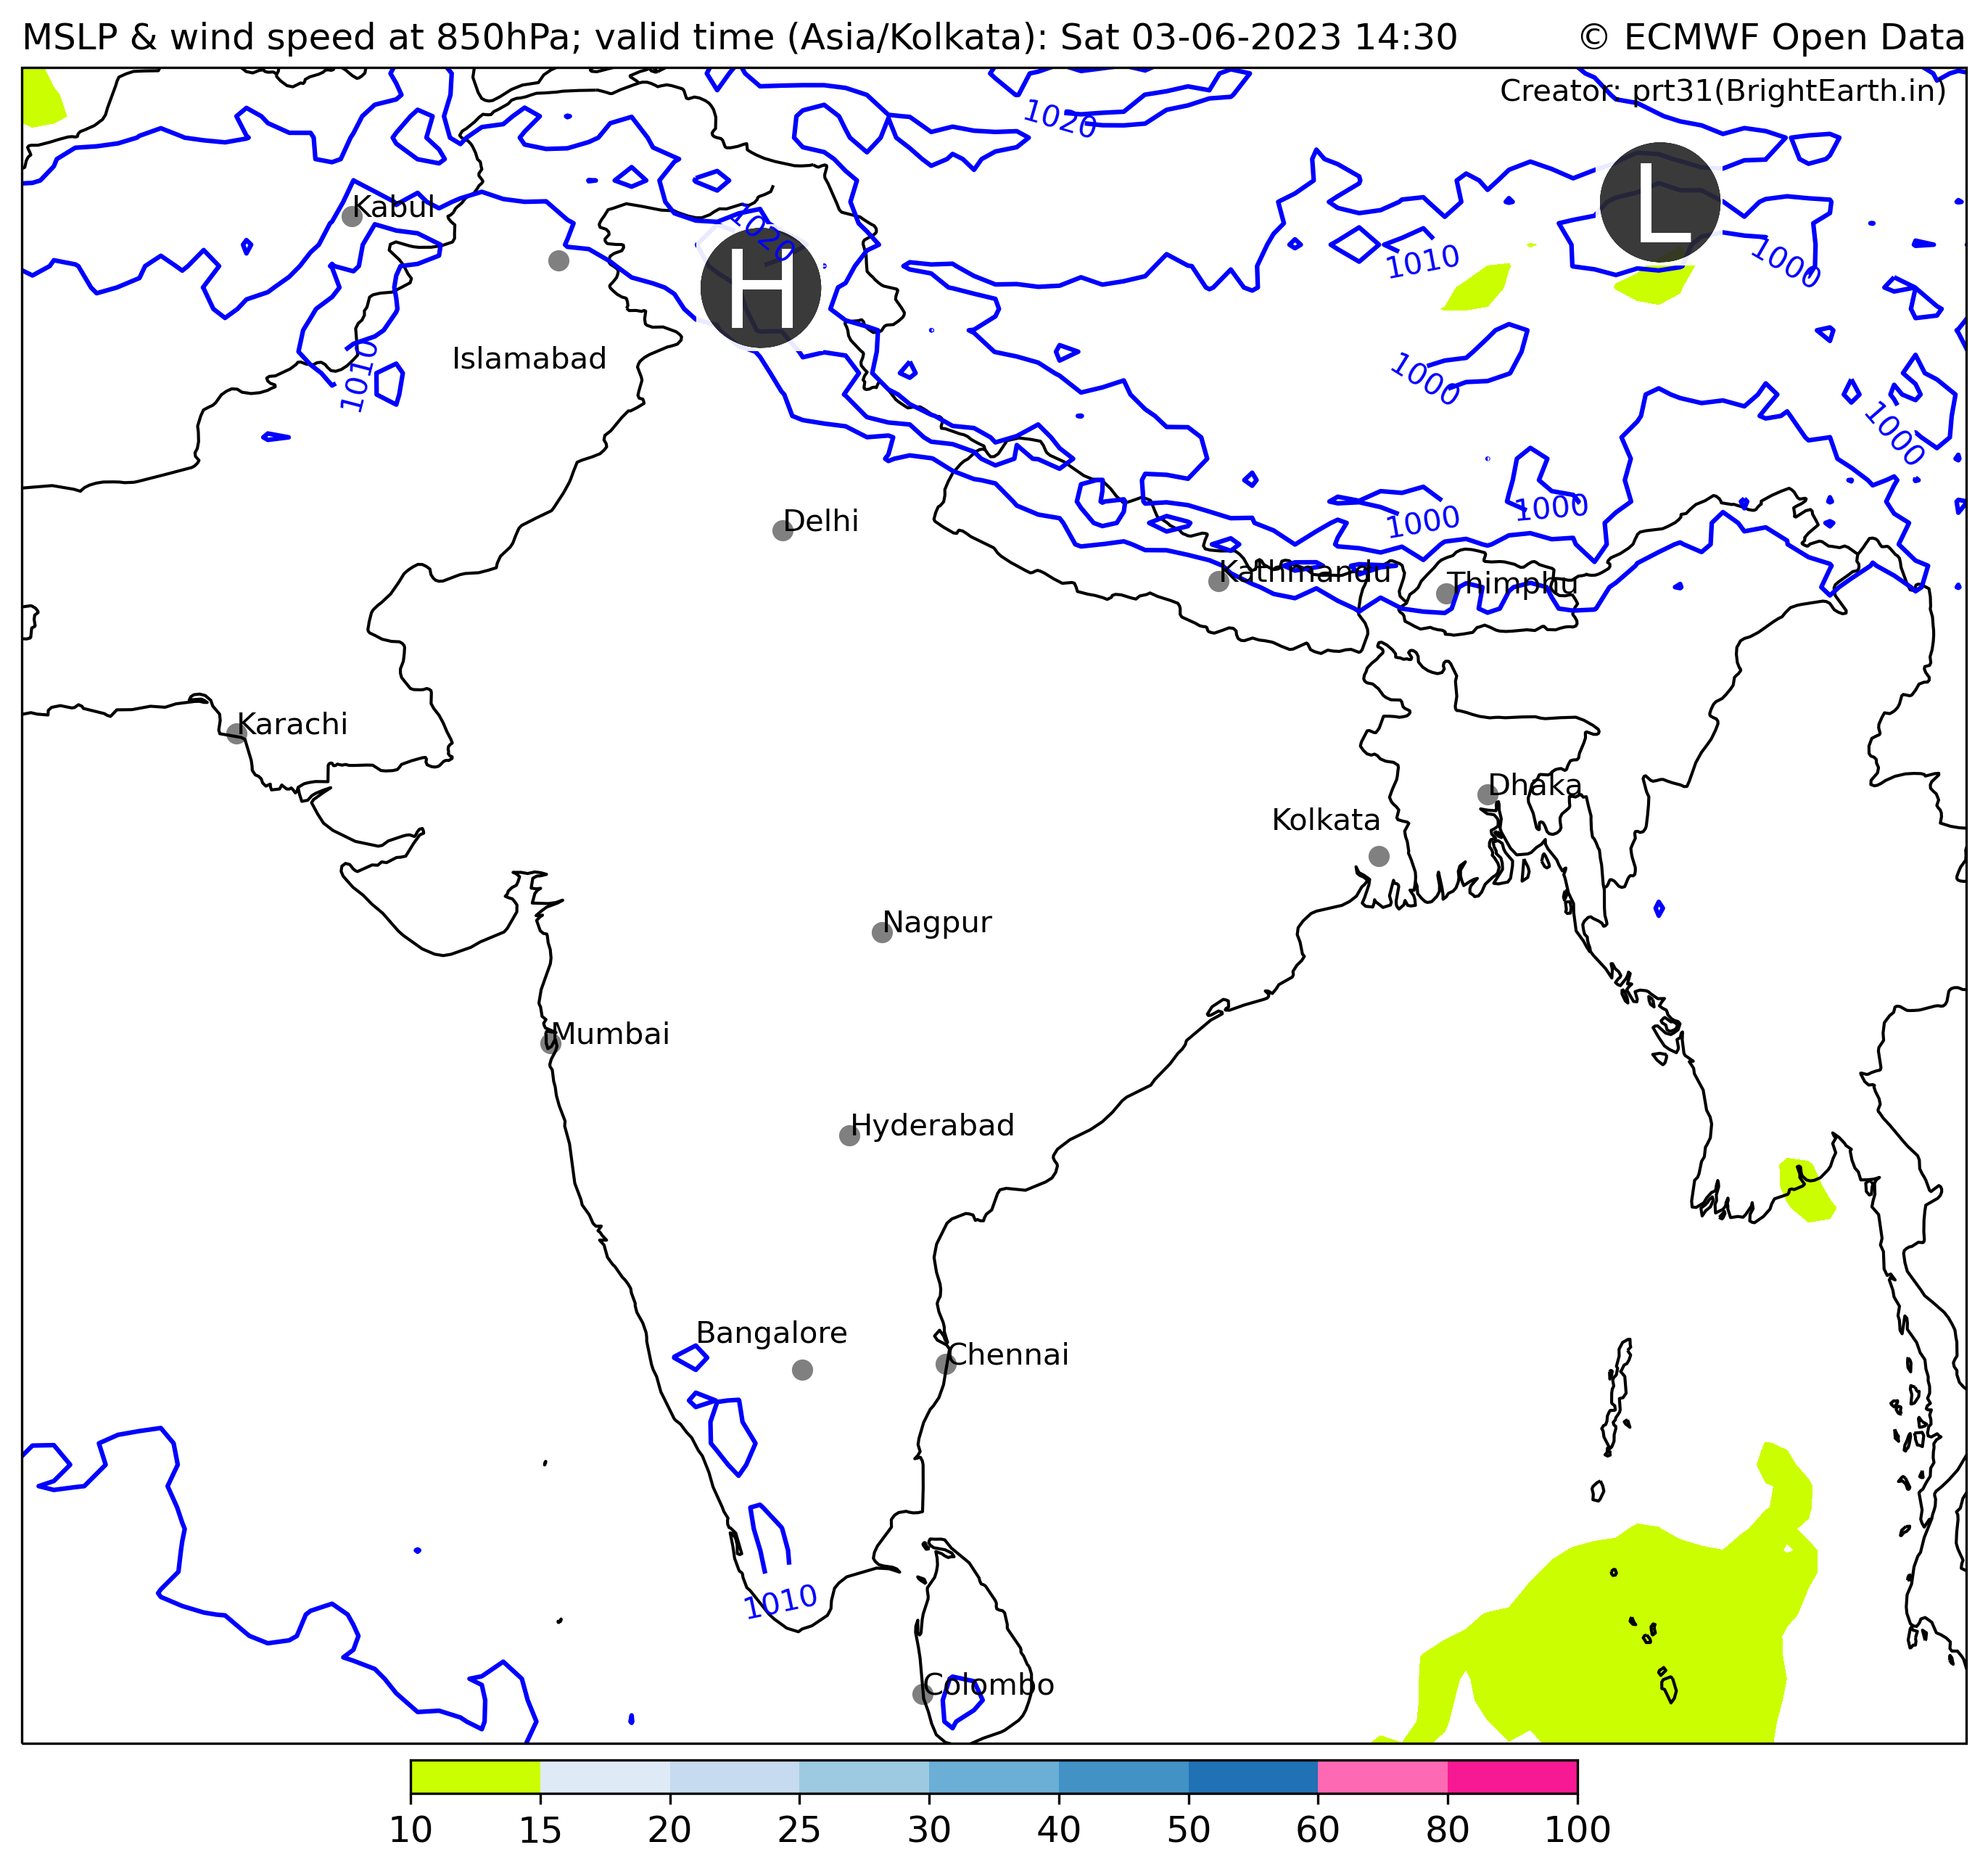 MSLP & wind speed at 850hPa; valid time (Asia/Kolkata): Sat 03-06-2023 14:30 © ECMWF Open Data
Creator: prt31(BrightEarth.in)
1020
L
Kabul
1020
1010
1000
H
Islamabad
1010
1000
1000
Delhi
1000
1000
Kathmandu
Thimphu
Karachi
Dhaka
Kolkata
Nagpur
Mumbai
Hyderabad
Bangalore
Chennai
1010
Colombo
10 15 20 25 30 40 50 60 80 100